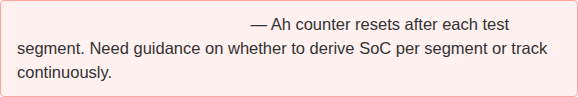 — Ah counter resets after each test
segment. Need guidance on whether to derive SoC per segment or track
continuously.